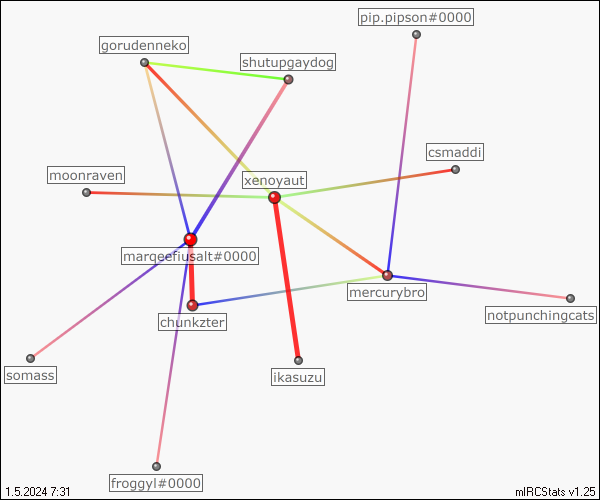 pip.pipson#0000
gorudenneko
shutupgaydog
csmaddi
moonraven
xenoyaut
marqeefiusalt#0000
mercurybro
chunkzter
notpunchingcats
somass
ikasuzu
froggyl#0000
1.5.2024 7:31
mIRCStats v1.25